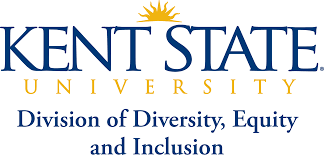 KENT STATE®
UNIVERSITY
Division of Diversity, Equity
and Inclusion